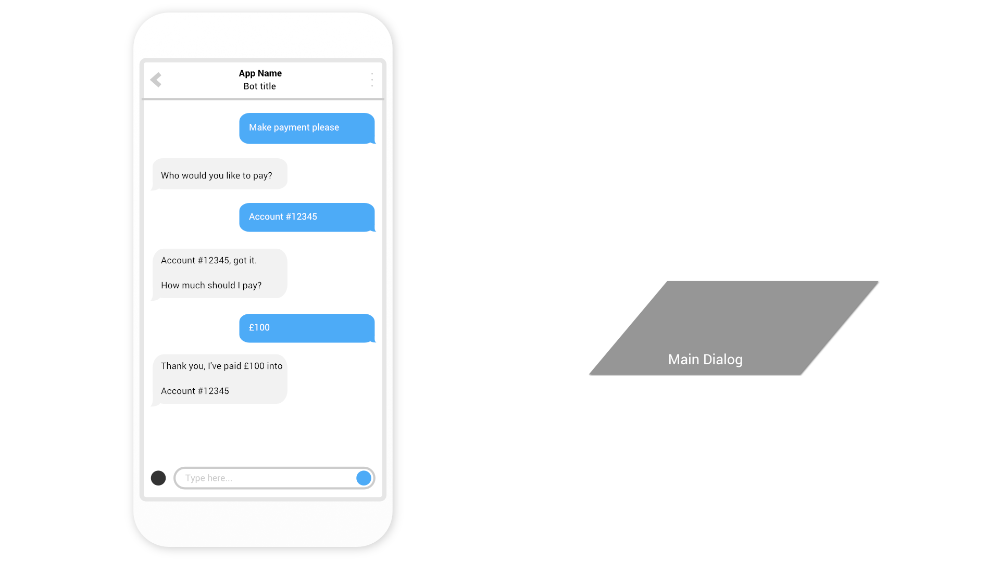 App Name
Bot title
Make payment please
Who would you like to pay?
Account #12345
Account #12345, got it.
How much should I pay?
£100
Thank you, I've paid £100 into
Account #12345
Type here...
Main Dialog